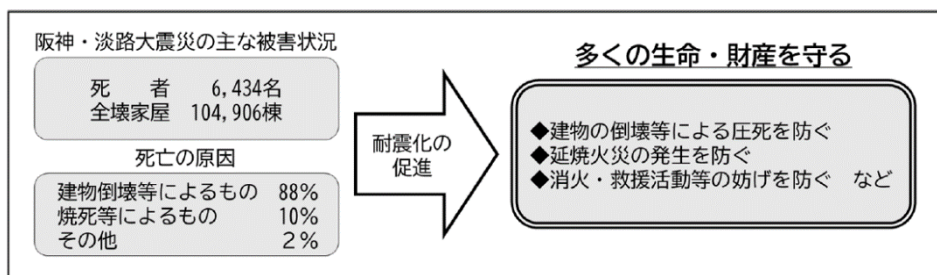 阪神・淡路大震災の主な被害状況
死　者　6,434名
全壊家屋　104,906棟
死亡の原因
建物倒壊等によるもの　88%
焼死等によるもの　10%
その他　２%
耐震化の
促進
多くの生命・財産を守る
◆建物の倒壊等による圧死を防ぐ
◆延焼火災の発生を防ぐ
◆消火・救援活動等の妨げを防ぐ　など